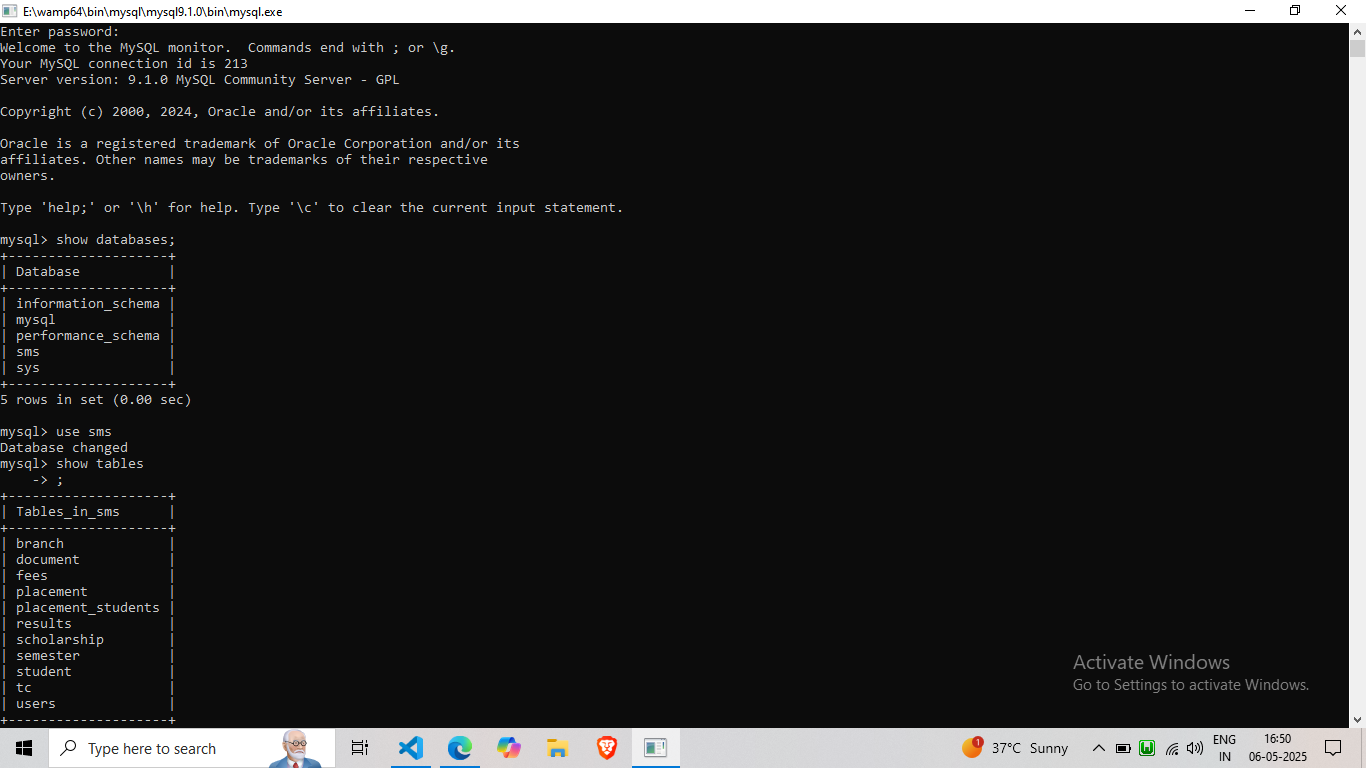 E:\wamp64\bin\mysql\mysql9.1.0\bin\mysql.exe
Enter password:
Welcome to the MySQL monitor.  Commands end with ; or \g.
Your MySQL connection id is 213
Server version: 9.1.0 MySQL Community Server - GPL

Copyright (c) 2000, 2024, Oracle and/or its affiliates.

Oracle is a registered trademark of Oracle Corporation and/or its
affiliates. Other names may be trademarks of their respective
owners.

Type 'help;' or '\h' for help. Type '\c' to clear the current input statement.

mysql> show databases;
+--------------------+
| Database           |
+--------------------+
| information_schema |
| mysql              |
| performance_schema |
| sms                |
| sys                |
+--------------------+
5 rows in set (0.00 sec)

mysql> use sms
Database changed
mysql> show tables
    -> ;
+--------------------+
| Tables_in_sms      |
+--------------------+
| branch             |
| document           |
| fees               |
| placement          |
| placement_students |
| results            |
| scholarship        |
| semester           |
| student            |
| tc                 |
| users              |
+--------------------+
Activate Windows
Go to Settings to activate Windows.
Type here to search
1
37°C Sunny
ENG
IN
16:50
06-05-2025